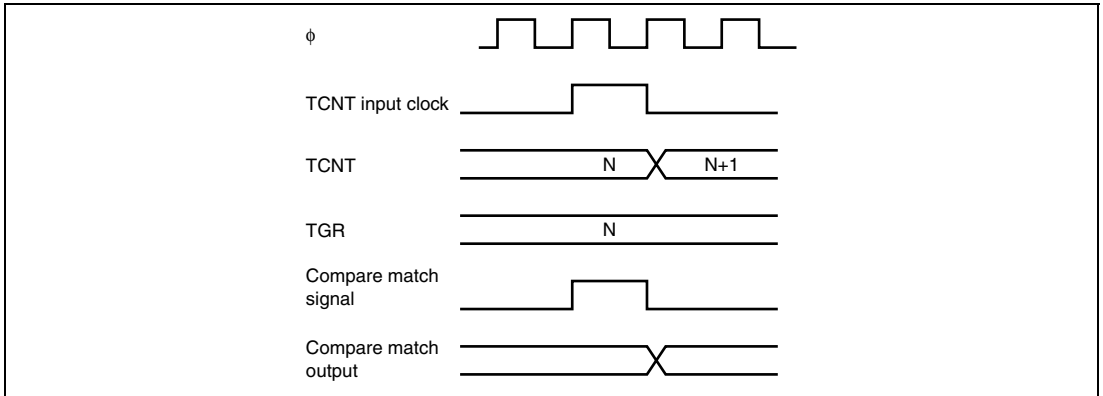 ϕ
TCNT input clock
TCNT
N
N+1
TGR
N
Compare match
signal
Compare match
output